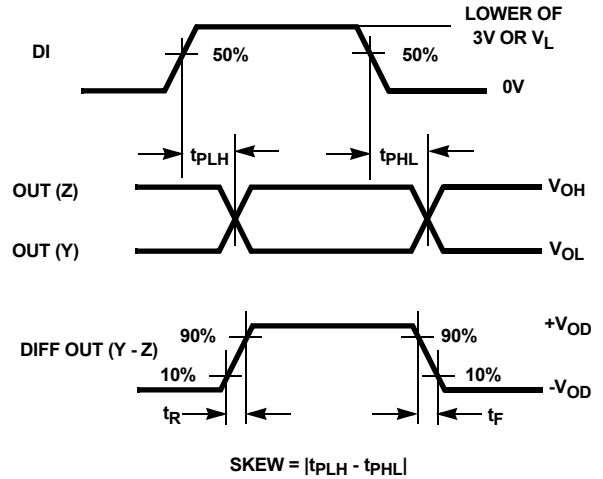 LOWER OF
3V OR VL
DI
50%
50%
0V
tPLH
tPHL
OUT (Z)
VOH
OUT (Y)
VOL
90%
90%
+VOD
DIFF OUT (Y - Z)
10%
10%
-VOD
tR
tF
SKEW = |tPLH - tPHL|